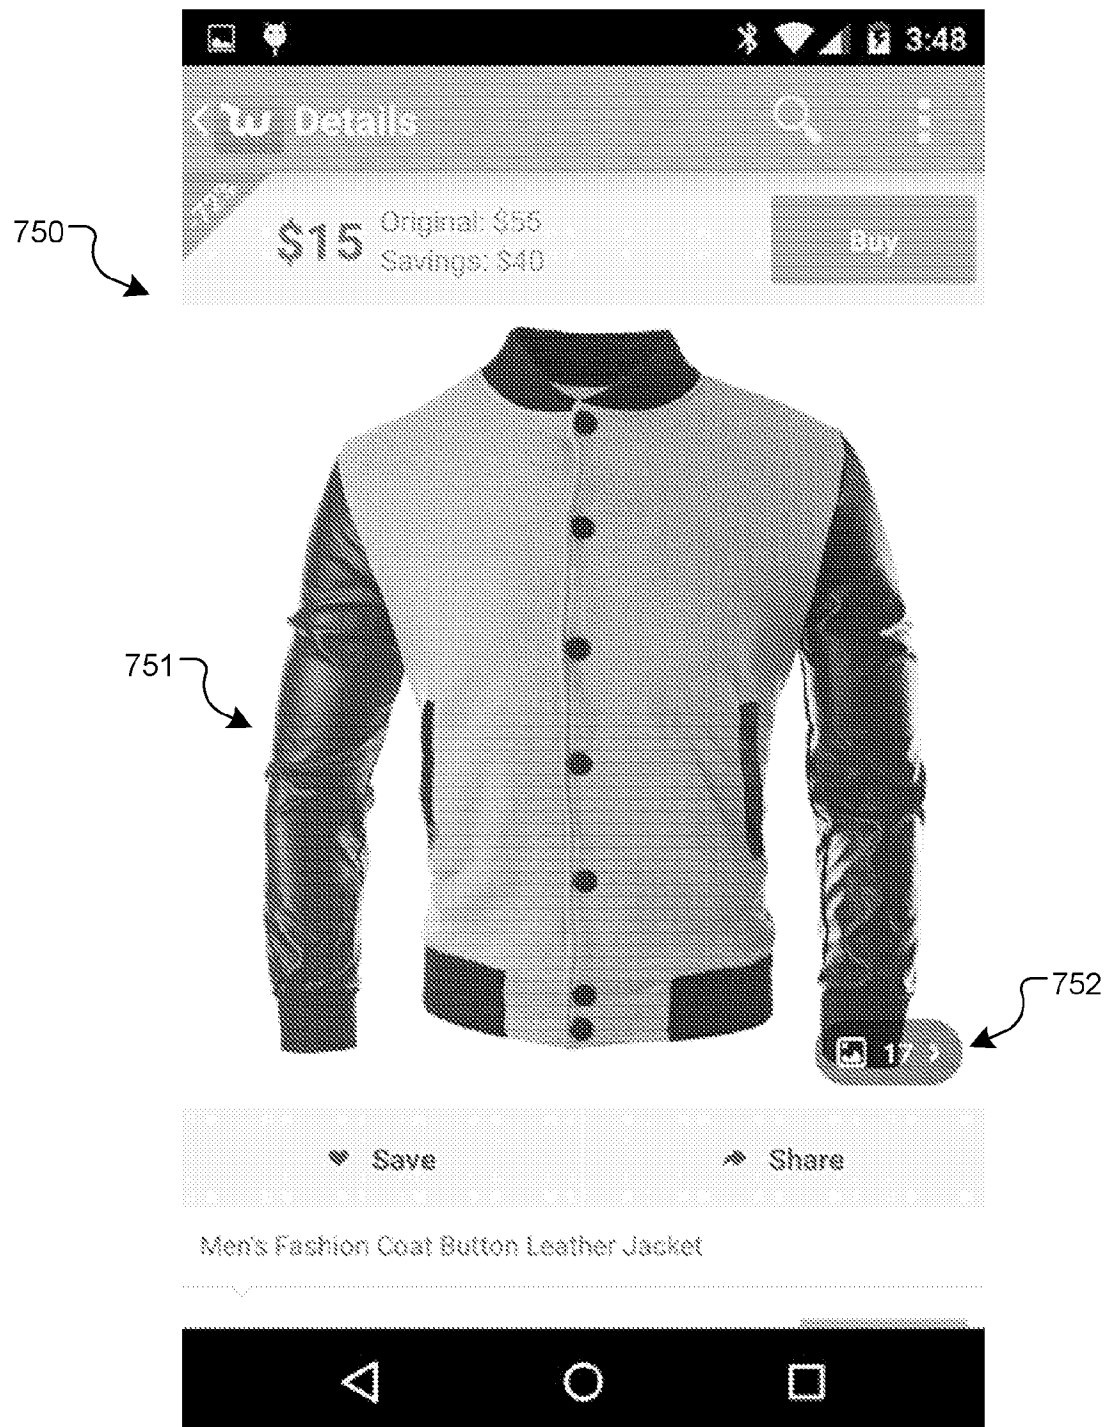 3:48
w Details
$15
Original: $55
Savings: $40
Buy
750
751
752
17 >
Save
Share
Men's Fashion Coat Button Leather Jacket